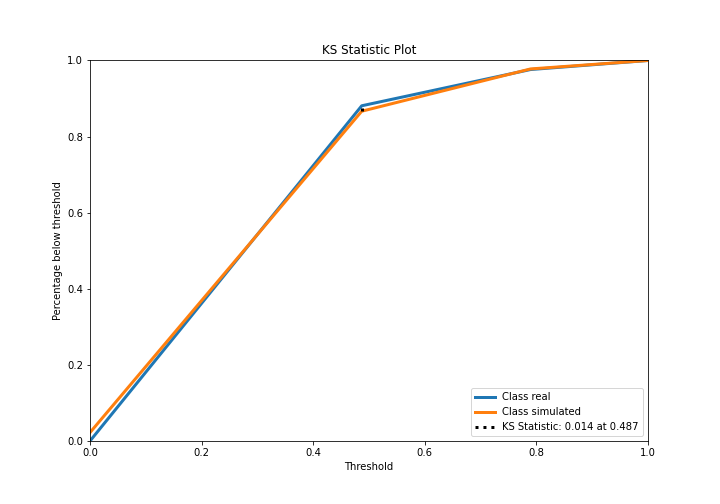 KS Statistic Plot
1.0
0.8
0.6
0.4
0.2
0.0
Percentage below threshold
0.0 0.2 0.4 0.6 0.8 1.0
Threshold
Class real
Class simulated
KS Statistic: 0.014 at 0.487